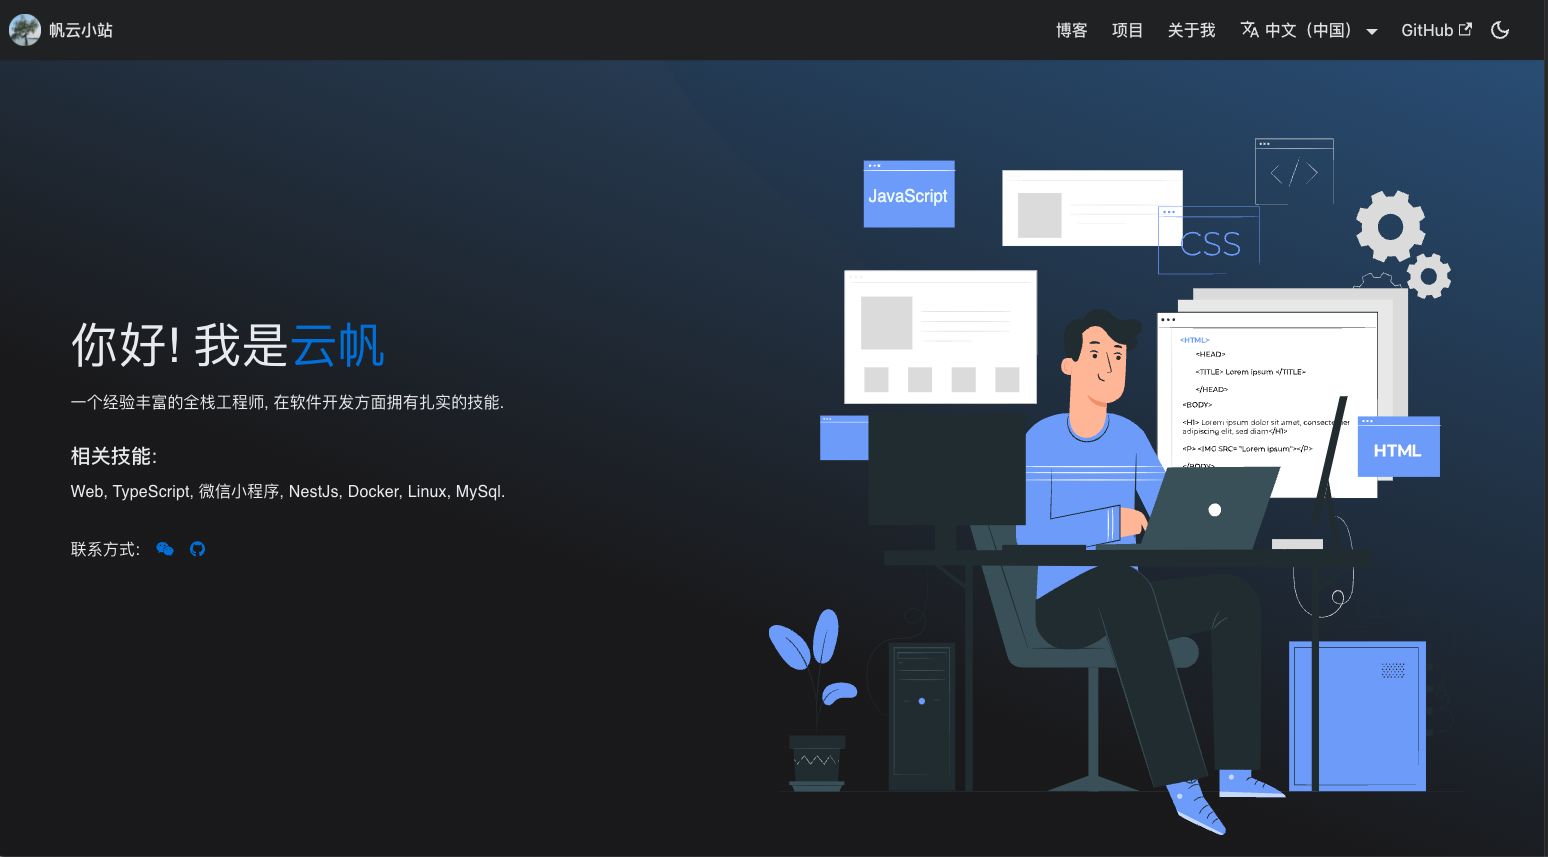 帆云小站
博客 项目 关于我 中文（中国） GitHub
JavaScript
</>
CSS
你好! 我是云帆
一个经验丰富的全栈工程师, 在软件开发方面拥有扎实的技能.
相关技能:
Web, TypeScript, 微信小程序, NestJs, Docker, Linux, MySql.
联系方式:
<HTML>
<HEAD>
<TITLE> Lorem ipsum </TITLE>
</HEAD>
<BODY>
<H1> Lorem ipsum dolor sit amet,
adipiscing elit, sed diam</H1>
<P> <IMG SRC= "Lorem ipsum"></P>
</BODY>
HTML